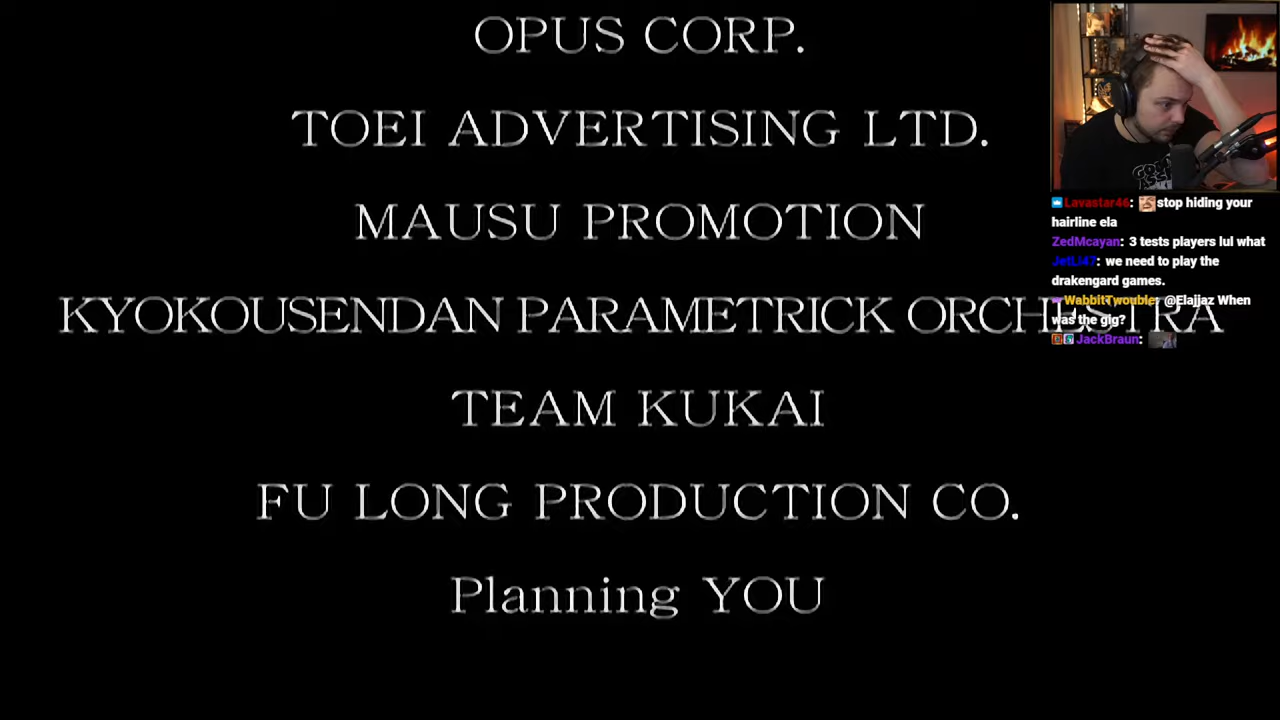 OPUS CORP.
TOEI ADVERTISING LTD.
MAUSU PROMOTION
KYOKOUSENDAN PARAMETRICK ORCHESTRA
TEAM KUKAI
FU LONG PRODUCTION CO.
Planning YOU
Lavastar46: stop hiding your
hairline ela
ZedMcayan: 3 tests players lul what
JetLI47: we need to play the
drakengard games.
WabbitTwouble: @Elajjaz When
was the gig?
JackBraun: